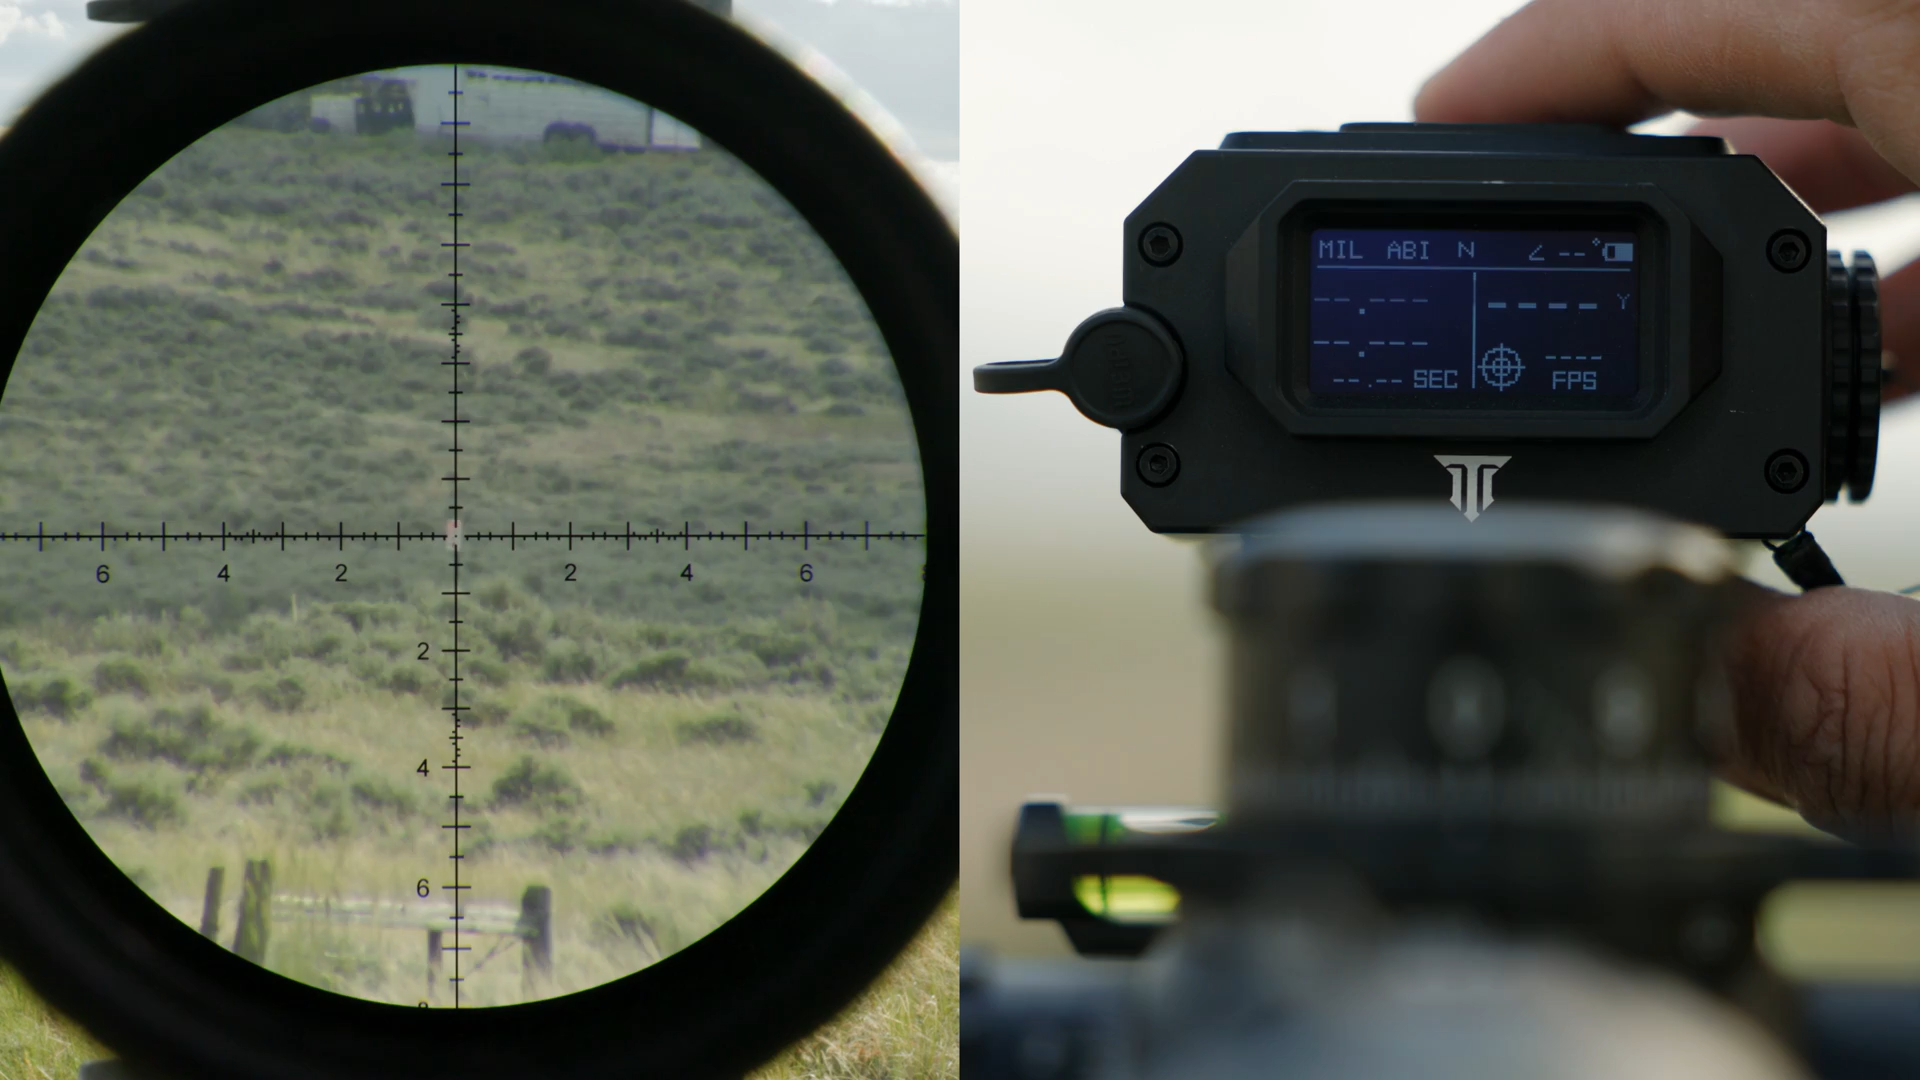 6 4 2 2 4 6
2
4
6
MIL ABI N ∠ --°
--.--- ---- Y
--.--- ----
--.-- SEC FPS